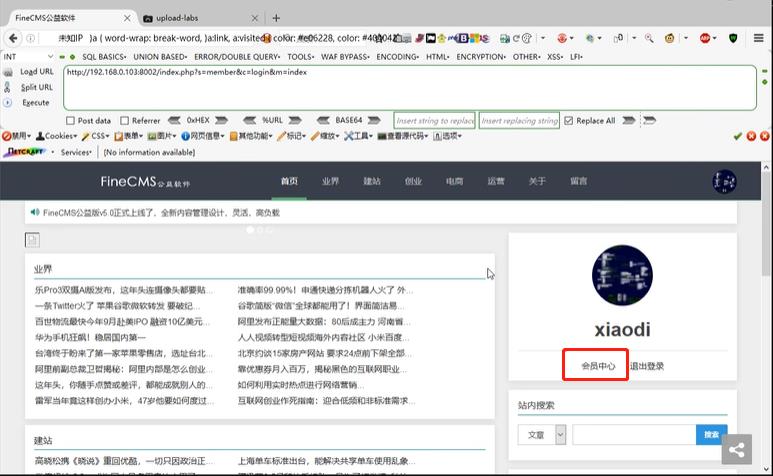 FineCMS公益软件
upload-labs
未知IP )a { word-wrap: break-word, }a:link, a:visited color: #e06228, color:
INT
SQL BASICS UNION BASED ERROR/DOUBLE QUERY TOOLS WAF BYPASS ENCODING HTML ENCRYPTION OTHER XSS LFI
Load URL
http://192.168.0.103:8002/index.php?s=member&c=login&m=index
Split URL
Execute
Post data Referrer 0xHEX %URL BASE64 Insert string to replace Insert replacing string Replace All
禁用 Cookies CSS 表单 图片 网页信息 其他功能 标记 缩放 工具 查看源代码 选项
NETCRAFT Services [No information available]
FineCMS公益软件 首页 业界 建站 创业 电商 运营 关于 留言
FineCMS公益版v5.0正式上线了，全新内容管理设计，灵活，高负载
业界
乐Pro3双摄AI版发布，这年头连摄像头都要贴...
准确率99.99%！申通快递分拣机器人火了 外...
一条Twitter火了 苹果谷歌微软转发 要破纪...
谷歌简版“微信”全球都能用了！界面简洁易...
百世物流最快今年9月赴美IPO 融资10亿美元...
阿里发布正能量大数据：80后成主力 河南省...
华为手机狂飙！稳居国内第一
人人视频转型短视频海外内容社区 小米百度...
台湾终于盼来了第一家苹果零售店，选址台北...
北京约谈15家房产网站 要求24点前下架全部...
阿里前副总裁卫哲揭秘：阿里内部是怎么创业...
靠优惠券月入百万，揭秘黑色的互联网职业...
这年头，你随手点赞或差评，都能成就别人的...
如何利用实时热点进行网络营销...
雷军当年竟这样创办小米，47岁他要如何度过...
互联网创业作死指南：迎合低频和非标准需求...
xiaodi
会员中心 退出登录
站内搜索
文章 搜索
建站
高晓松携《晓说》重回优酷，一切只因政治正...
上海单车标准出台，能解决共享单车使用乱象...